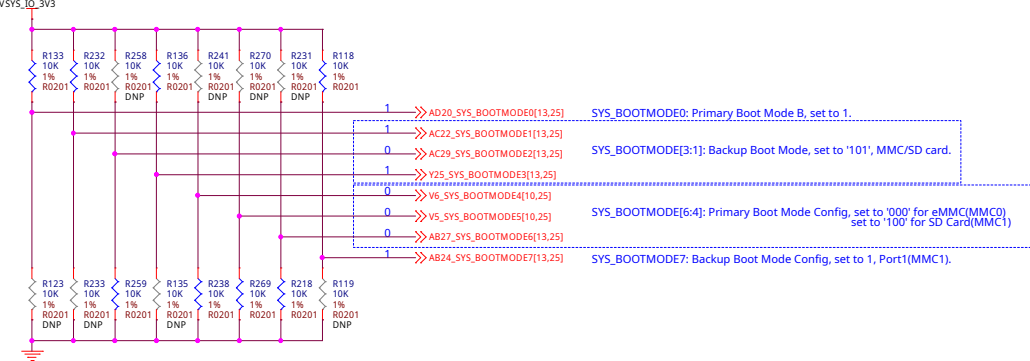 VSYS_IO_3V3
R133
10K
1%
R0201
R232
10K
1%
R0201
R258
10K
1%
R0201
DNP
R136
10K
1%
R0201
R241
10K
1%
R0201
DNP
R270
10K
1%
R0201
DNP
R231
10K
1%
R0201
DNP
R118
10K
1%
R0201
1 AD20_SYS_BOOTMODE0[13,25] SYS_BOOTMODE0: Primary Boot Mode B, set to 1.
1 AC22_SYS_BOOTMODE1[13,25]
0 AC29_SYS_BOOTMODE2[13,25] SYS_BOOTMODE[3:1]: Backup Boot Mode, set to '101', MMC/SD card.
1 Y25_SYS_BOOTMODE3[13,25]
0 V6_SYS_BOOTMODE4[10,25]
0 V5_SYS_BOOTMODE5[10,25] SYS_BOOTMODE[6:4]: Primary Boot Mode Config, set to '000' for eMMC(MMC0)
set to '100' for SD Card(MMC1)
0 AB27_SYS_BOOTMODE6[13,25]
1 AB24_SYS_BOOTMODE7[13,25] SYS_BOOTMODE7: Backup Boot Mode Config, set to 1, Port1(MMC1).
R123
10K
1%
R0201
DNP
R233
10K
1%
R0201
DNP
R259
10K
1%
R0201
R135
10K
1%
R0201
DNP
R238
10K
1%
R0201
R269
10K
1%
R0201
R218
10K
1%
R0201
R119
10K
1%
R0201
DNP